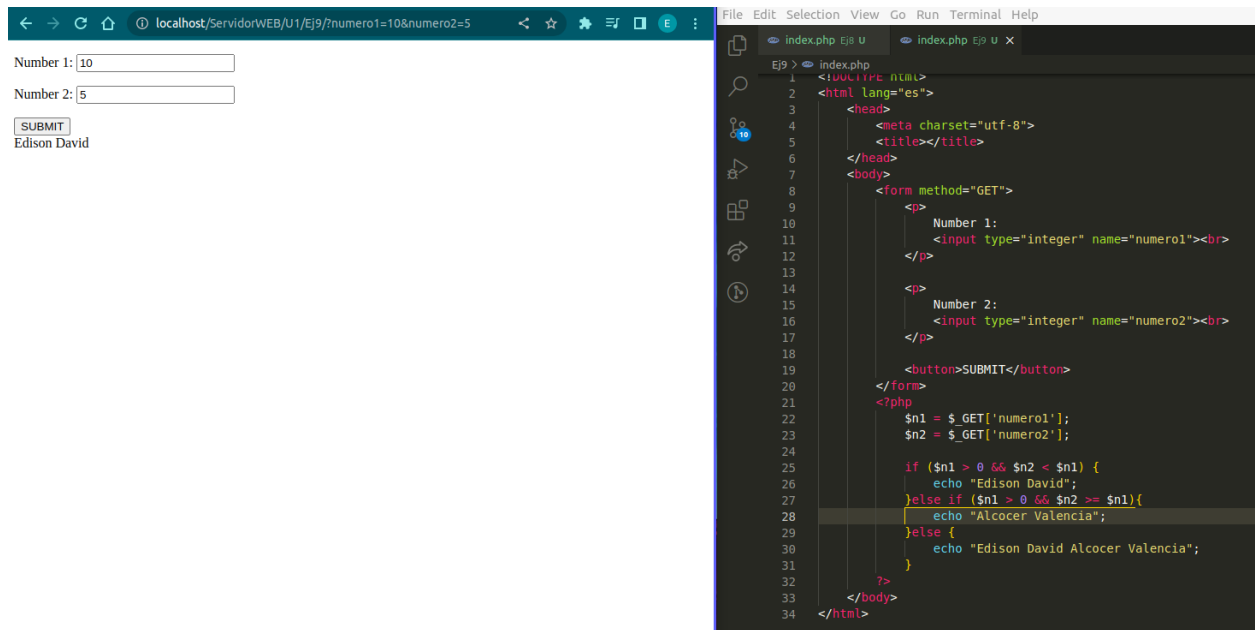 localhost/ServidorWEB/U1/Ej9/?numero1=10&numero2=5
E
Number 1: 10
Number 2: 5
SUBMIT
Edison David
File Edit Selection View Go Run Terminal Help
index.php Ej8 U
index.php Ej9 U
Ej9 > index.php
10
1 <!DOCTYPE html>
2 <html lang="es">
3 <head>
4 <meta charset="utf-8">
5 <title></title>
6 </head>
7 <body>
8 <form method="GET">
9 <p>
10 Number 1:
11 <input type="integer" name="numero1"><br>
12 </p>
13
14 <p>
15 Number 2:
16 <input type="integer" name="numero2"><br>
17 </p>
18
19 <button>SUBMIT</button>
20 </form>
21 <?php
22 $n1 = $_GET['numero1'];
23 $n2 = $_GET['numero2'];
24
25 if ($n1 > 0 && $n2 < $n1) {
26 echo "Edison David";
27 }else if ($n1 > 0 && $n2 >= $n1){
28 echo "Alcocer Valencia";
29 }else {
30 echo "Edison David Alcocer Valencia";
31 }
32 ?>
33 </body>
34 </html>